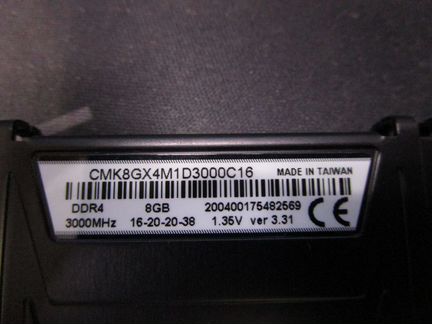 CMK8GX4M1D3000C16 MADE IN TAIWAN
DDR4 8GB 200400175482569
3000MHz 16-20-20-38 1.35V ver 3.31
CE